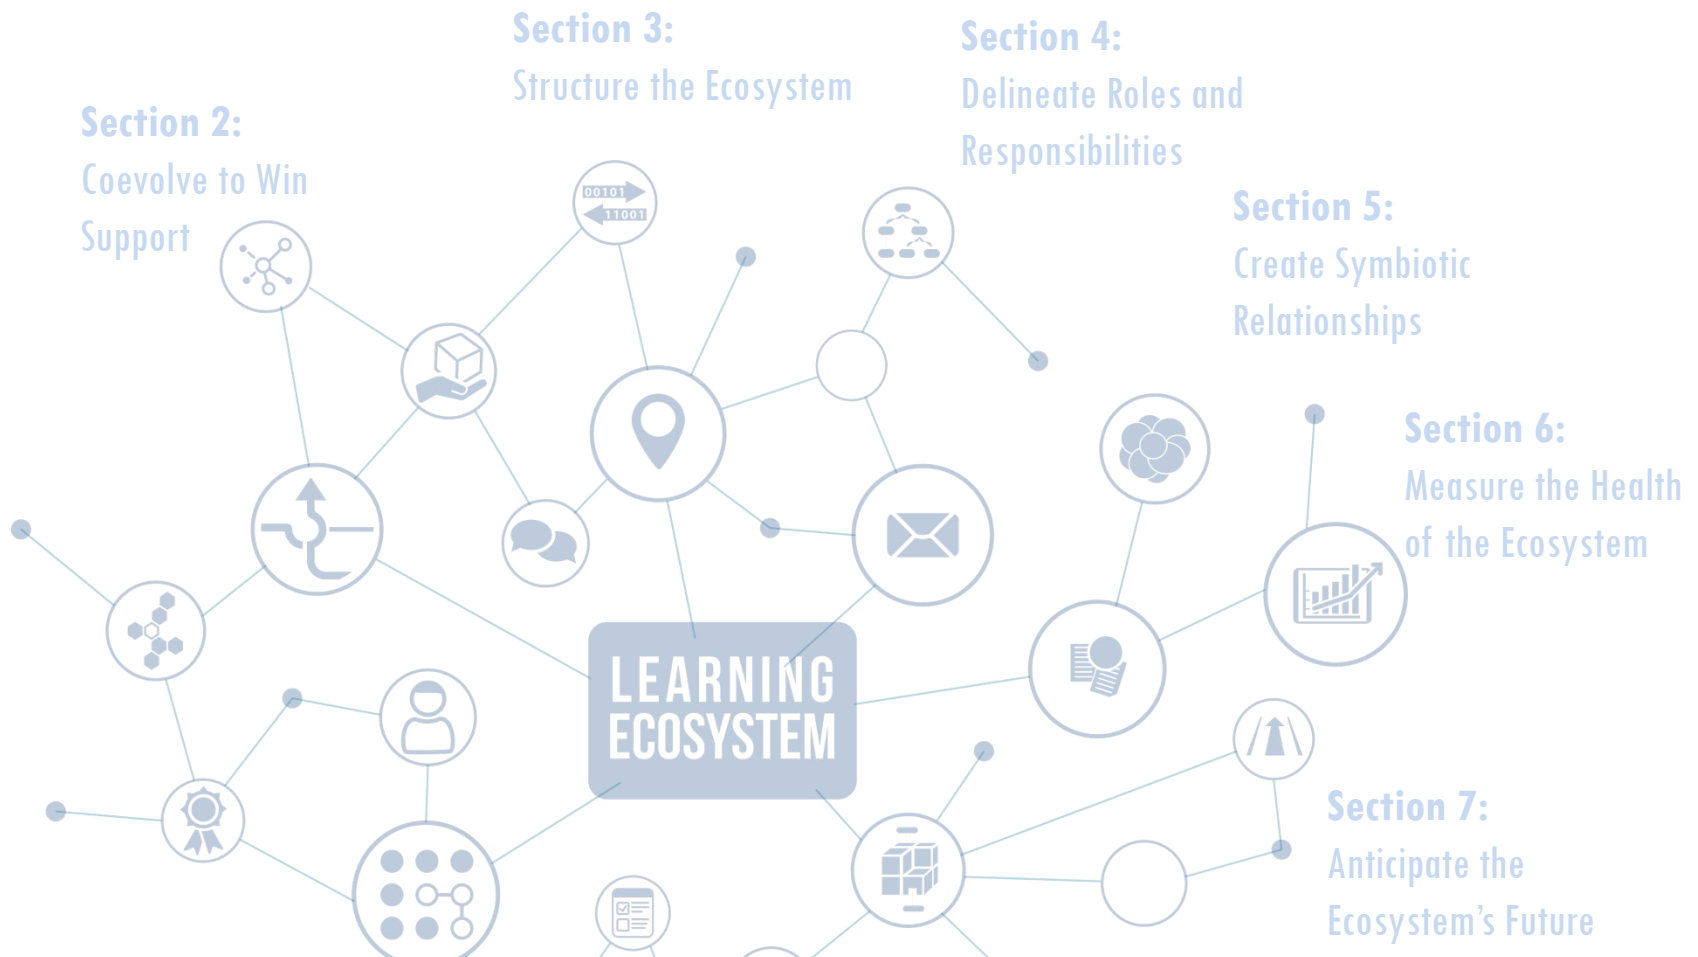 Section 3:
Structure the Ecosystem
Section 4:
Delineate Roles and
Responsibilities
Section 2:
Coevolve to Win
Support
00101
11001
Section 5:
Create Symbiotic
Relationships
Section 6:
Measure the Health
of the Ecosystem
LEARNING
ECOSYSTEM
Section 7:
Anticipate the
Ecosystem’s Future